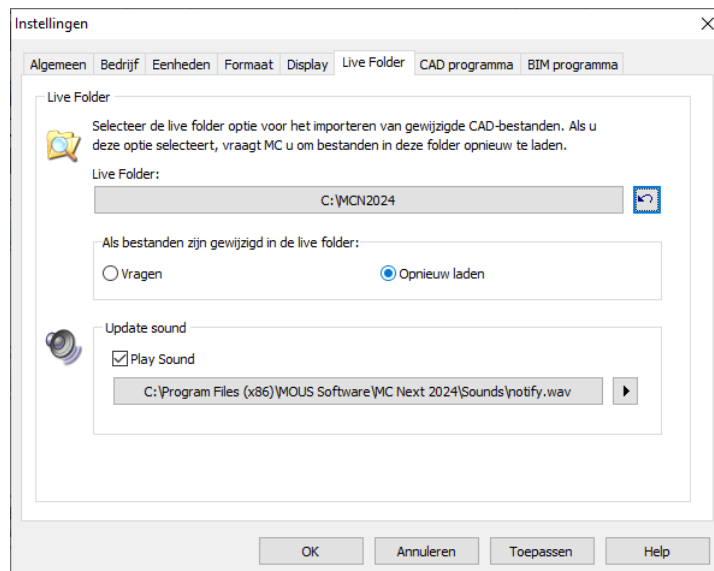 Instellingen
Algemeen Bedrijf Eenheden Formaat Display Live Folder CAD programma BIM programma
Live Folder
Selecteer de live folder optie voor het importeren van gewijzigde CAD-bestanden. Als u
deze optie selecteert, vraagt MC u om bestanden in deze folder opnieuw te laden.
Live Folder:
C:\MCN2024
Als bestanden zijn gewijzigd in de live folder:
Vragen Opnieuw laden
Update sound
Play Sound
C:\Program Files (x86)\MOUS Software\MC Next 2024\Sounds\notify.wav
OK Annuleren Toepassen Help